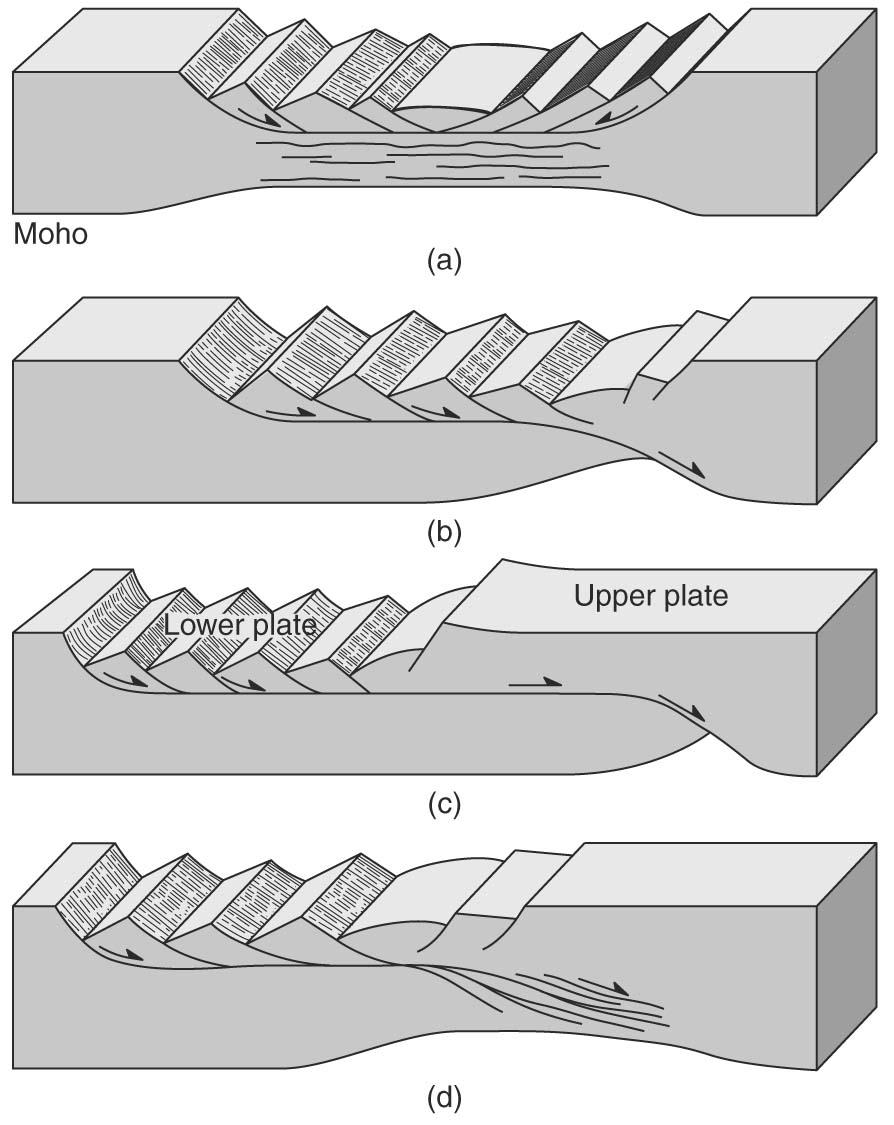 Moho
(a)
(b)
Upper plate
Lower plate
(c)
(d)